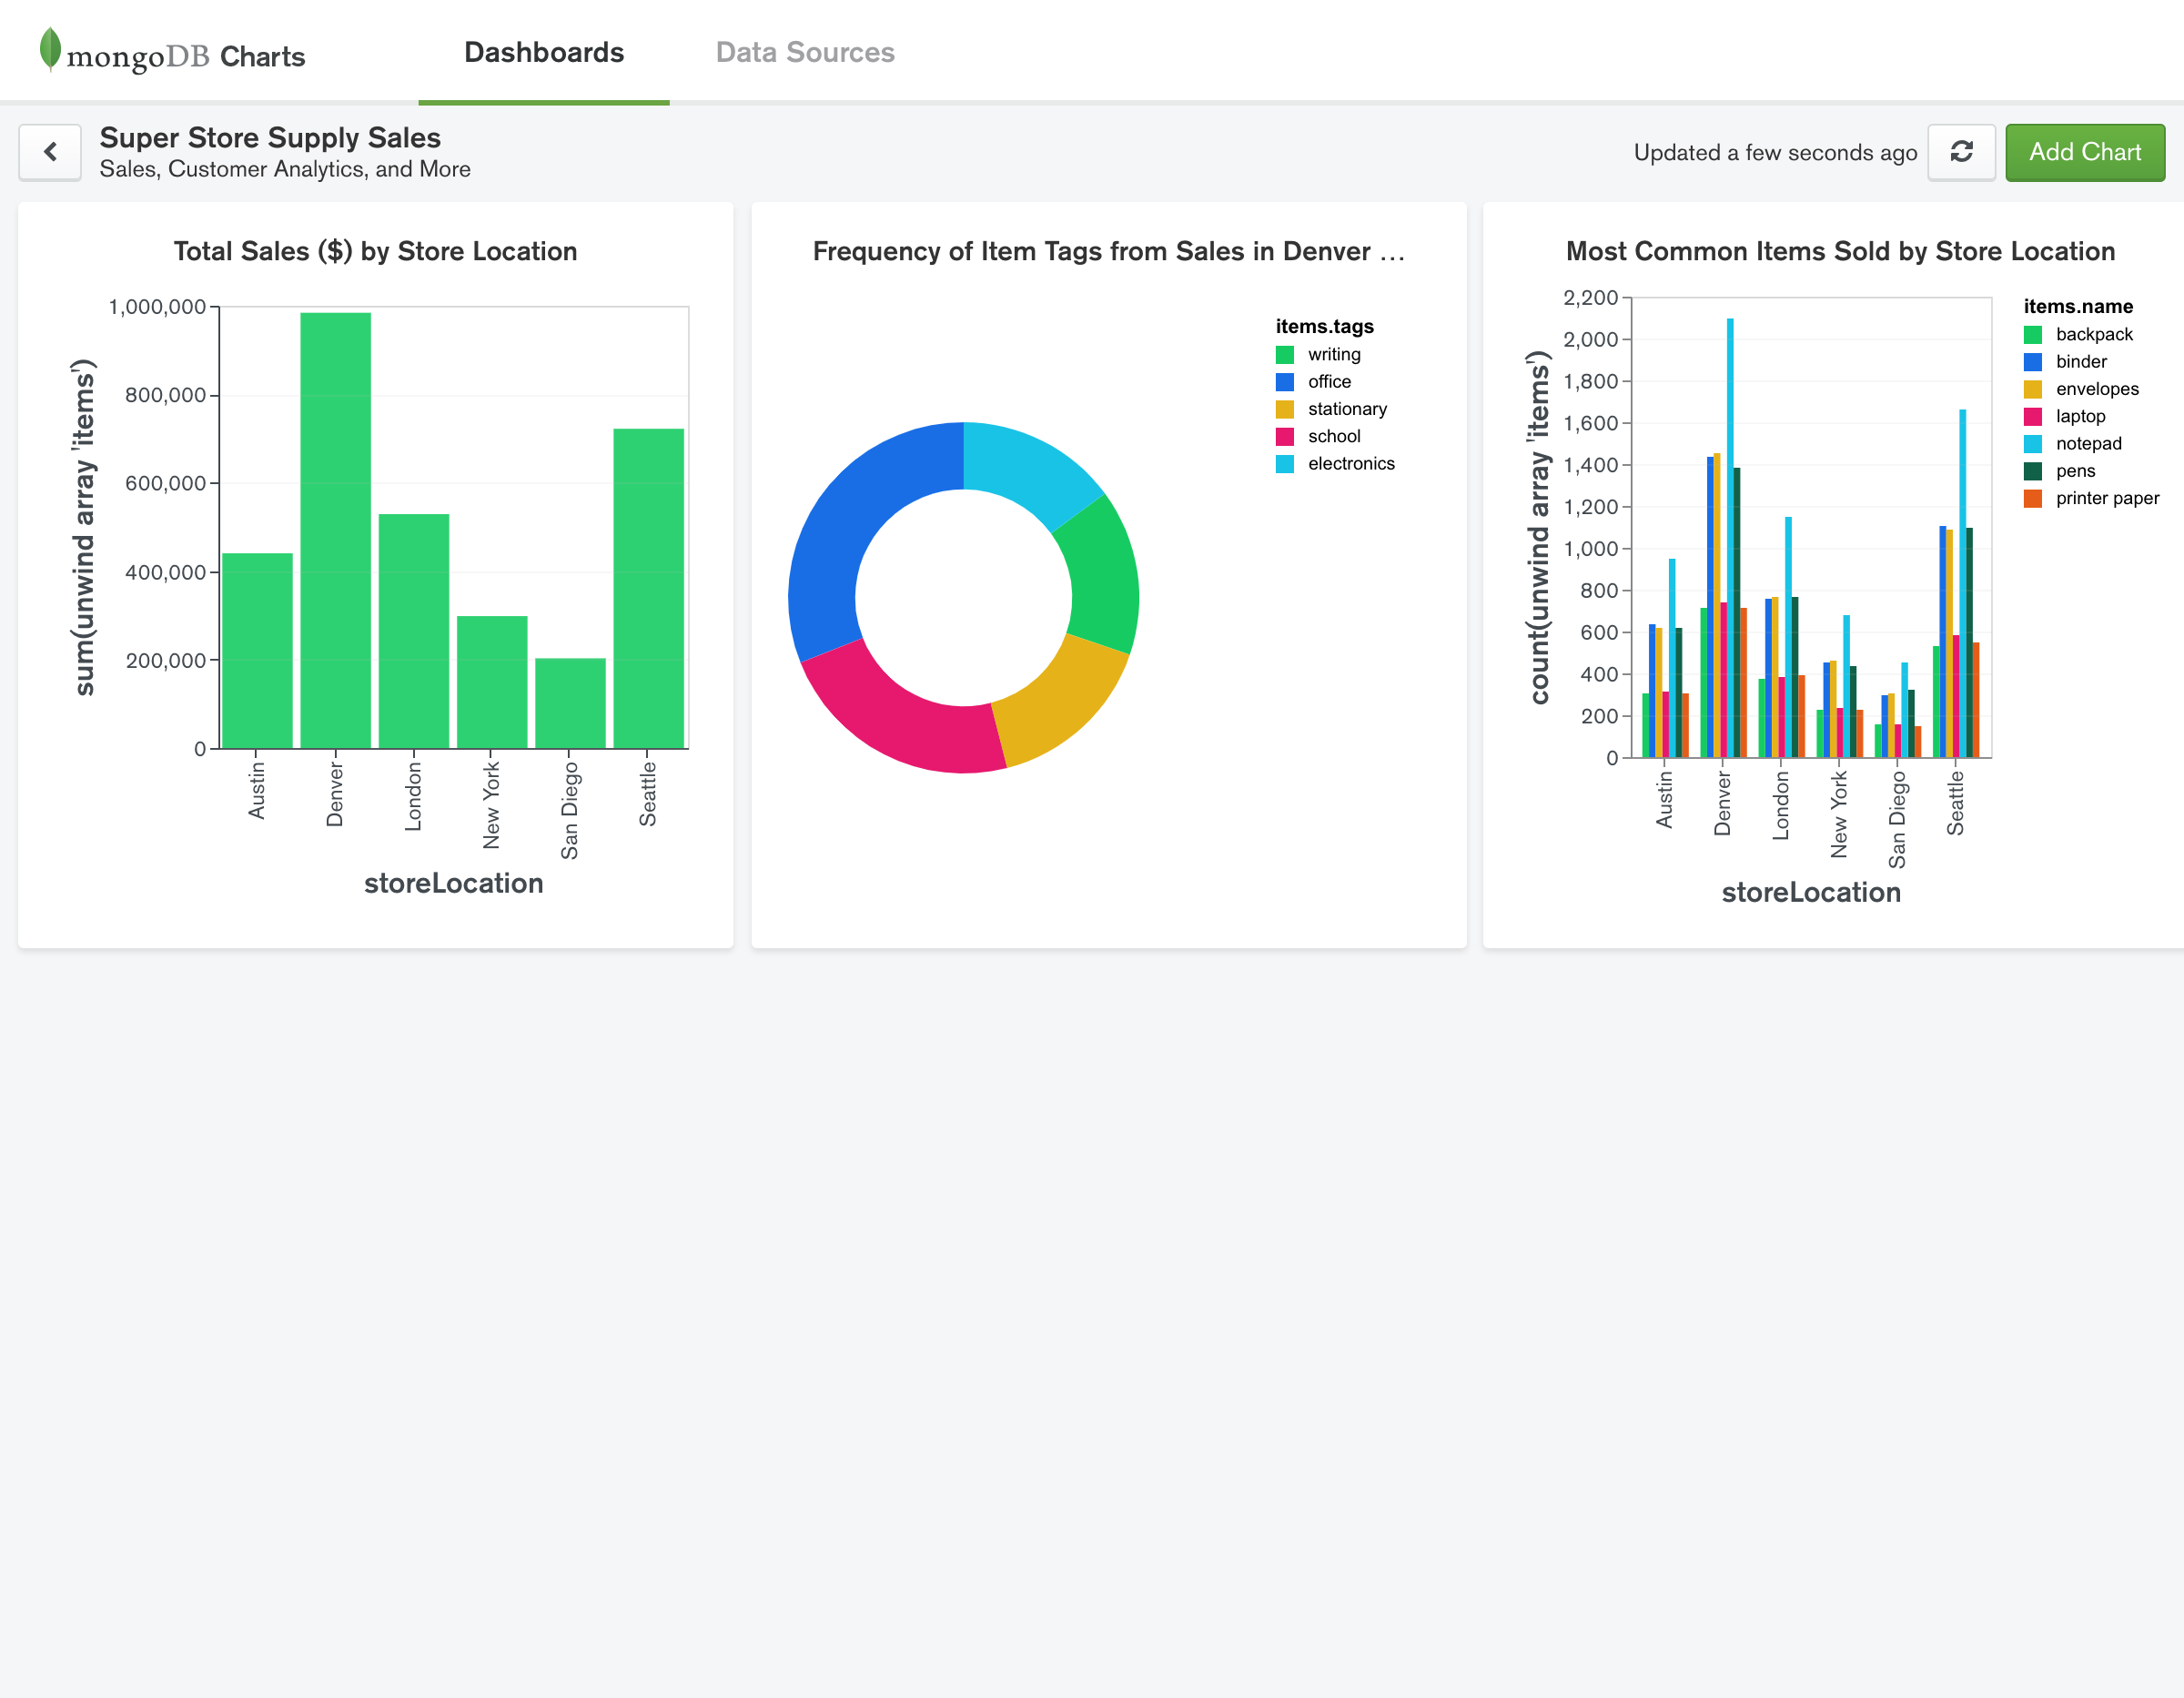 mongoDB Charts
Dashboards
Data Sources
Super Store Supply Sales
Sales, Customer Analytics, and More
Updated a few seconds ago
Add Chart
Total Sales ($) by Store Location
1,000,000
800,000
600,000
400,000
200,000
0
sum(unwind array 'items')
Austin
Denver
London
New York
San Diego
Seattle
storeLocation
Frequency of Item Tags from Sales in Denver …
items.tags
writing
office
stationary
school
electronics
Most Common Items Sold by Store Location
2,200
2,000
1,800
1,600
1,400
1,200
1,000
800
600
400
200
0
count(unwind array 'items')
Austin
Denver
London
New York
San Diego
Seattle
storeLocation
items.name
backpack
binder
envelopes
laptop
notepad
pens
printer paper